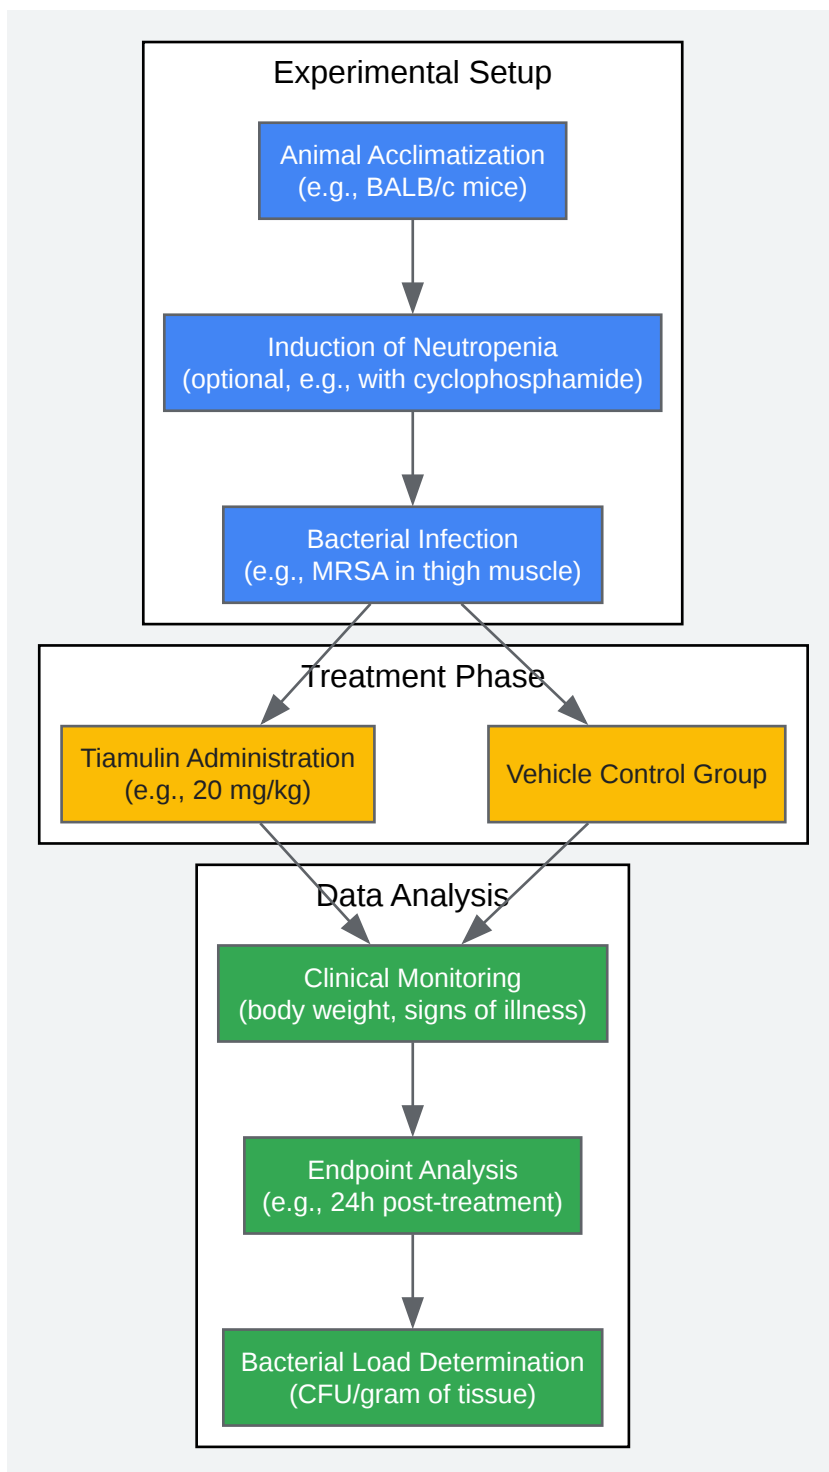 Experimental Setup
Animal Acclimatization
(e.g., BALB/c mice)
Induction of Neutropenia
(optional, e.g., with cyclophosphamide)
Bacterial Infection
(e.g., MRSA in thigh muscle)
Treatment Phase
Tiamulin Administration
(e.g., 20 mg/kg)
Vehicle Control Group
Data Analysis
Clinical Monitoring
(body weight, signs of illness)
Endpoint Analysis
(e.g., 24h post-treatment)
Bacterial Load Determination
(CFU/gram of tissue)